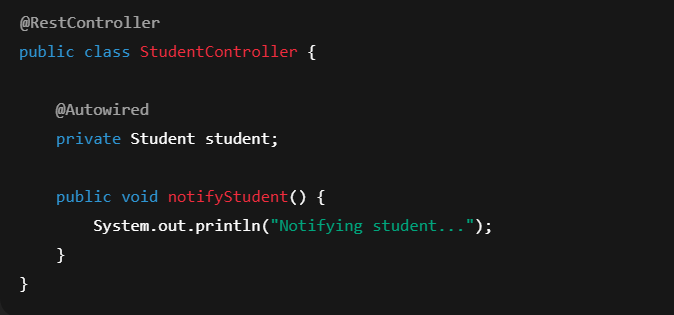 @RestController
public class StudentController {
@Autowired
private Student student;
public void notifyStudent() {
System.out.println("Notifying student...");
}
}